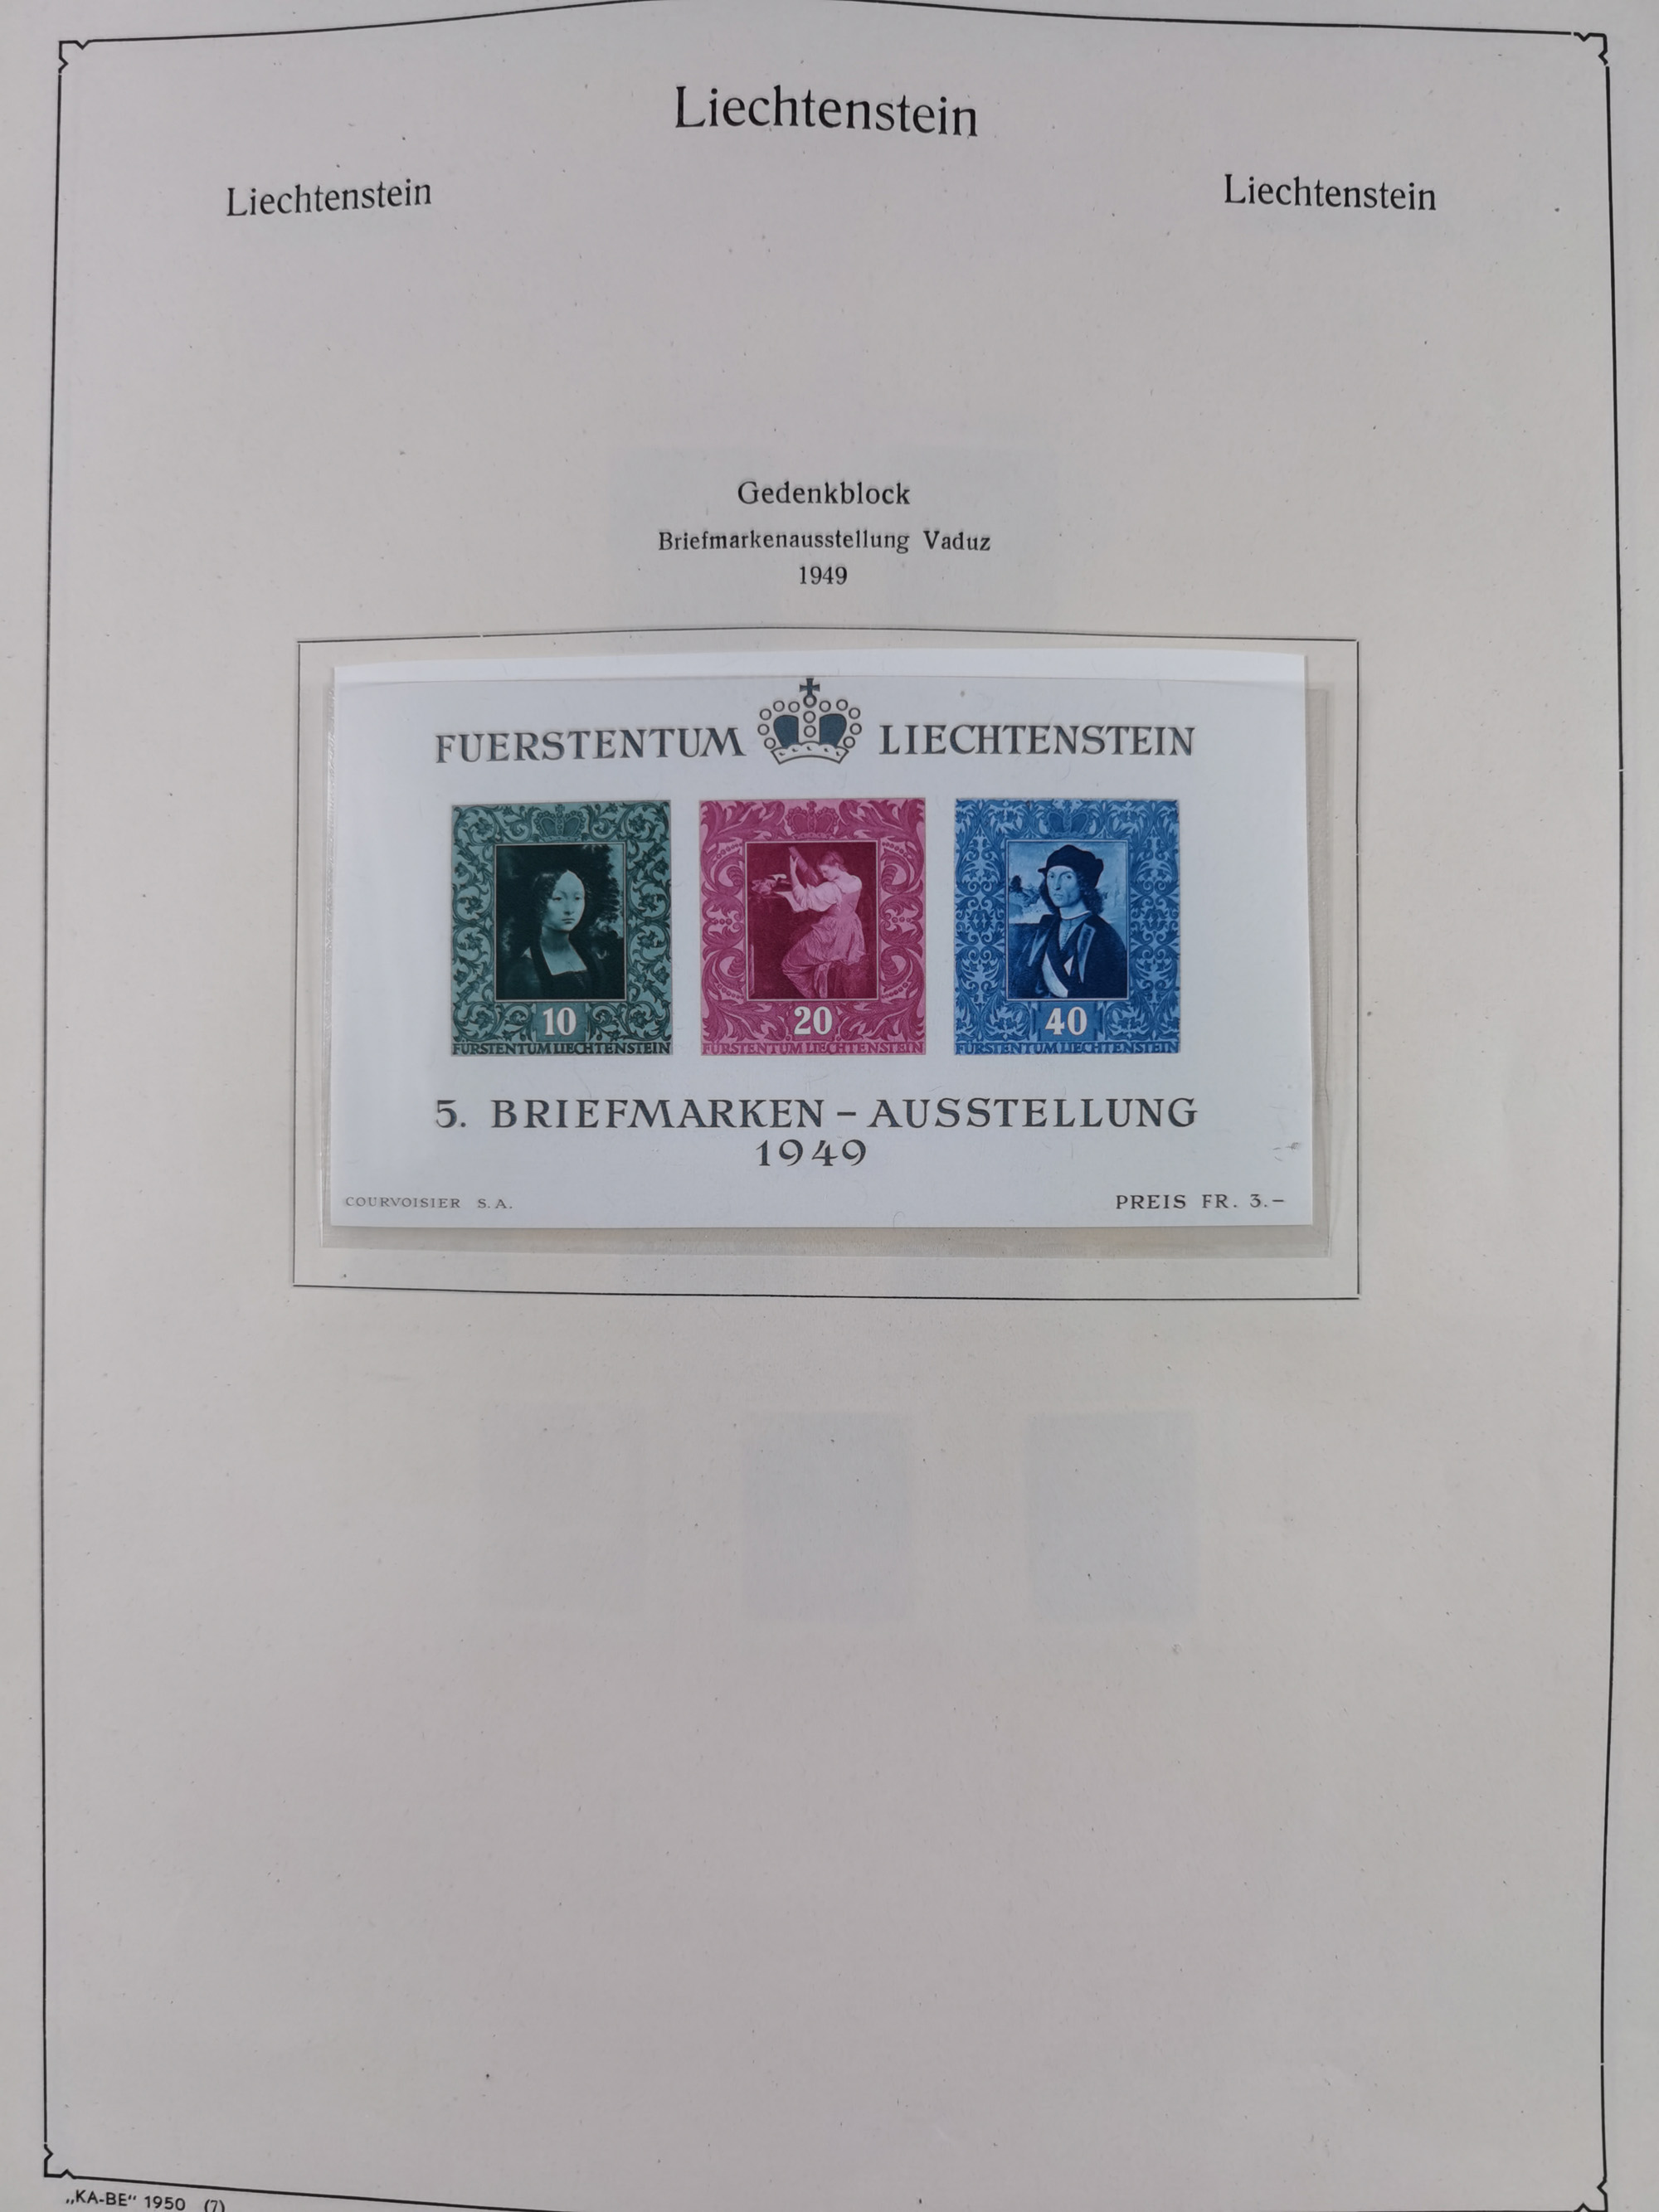 Liechtenstein
Liechtenstein
Liechtenstein
Gedenkblock
Briefmarkenausstellung Vaduz
1949
FUERSTENTUM LIECHTENSTEIN
10
FÜRSTENTUM LIECHTENSTEIN
20
FÜRSTENTUM LIECHTENSTEIN
40
FÜRSTENTUM LIECHTENSTEIN
5. BRIEFMARKEN – AUSSTELLUNG
1949
COURVOISIER S. A.
PREIS FR. 3.–
„KA-BE“ 1950 (7)